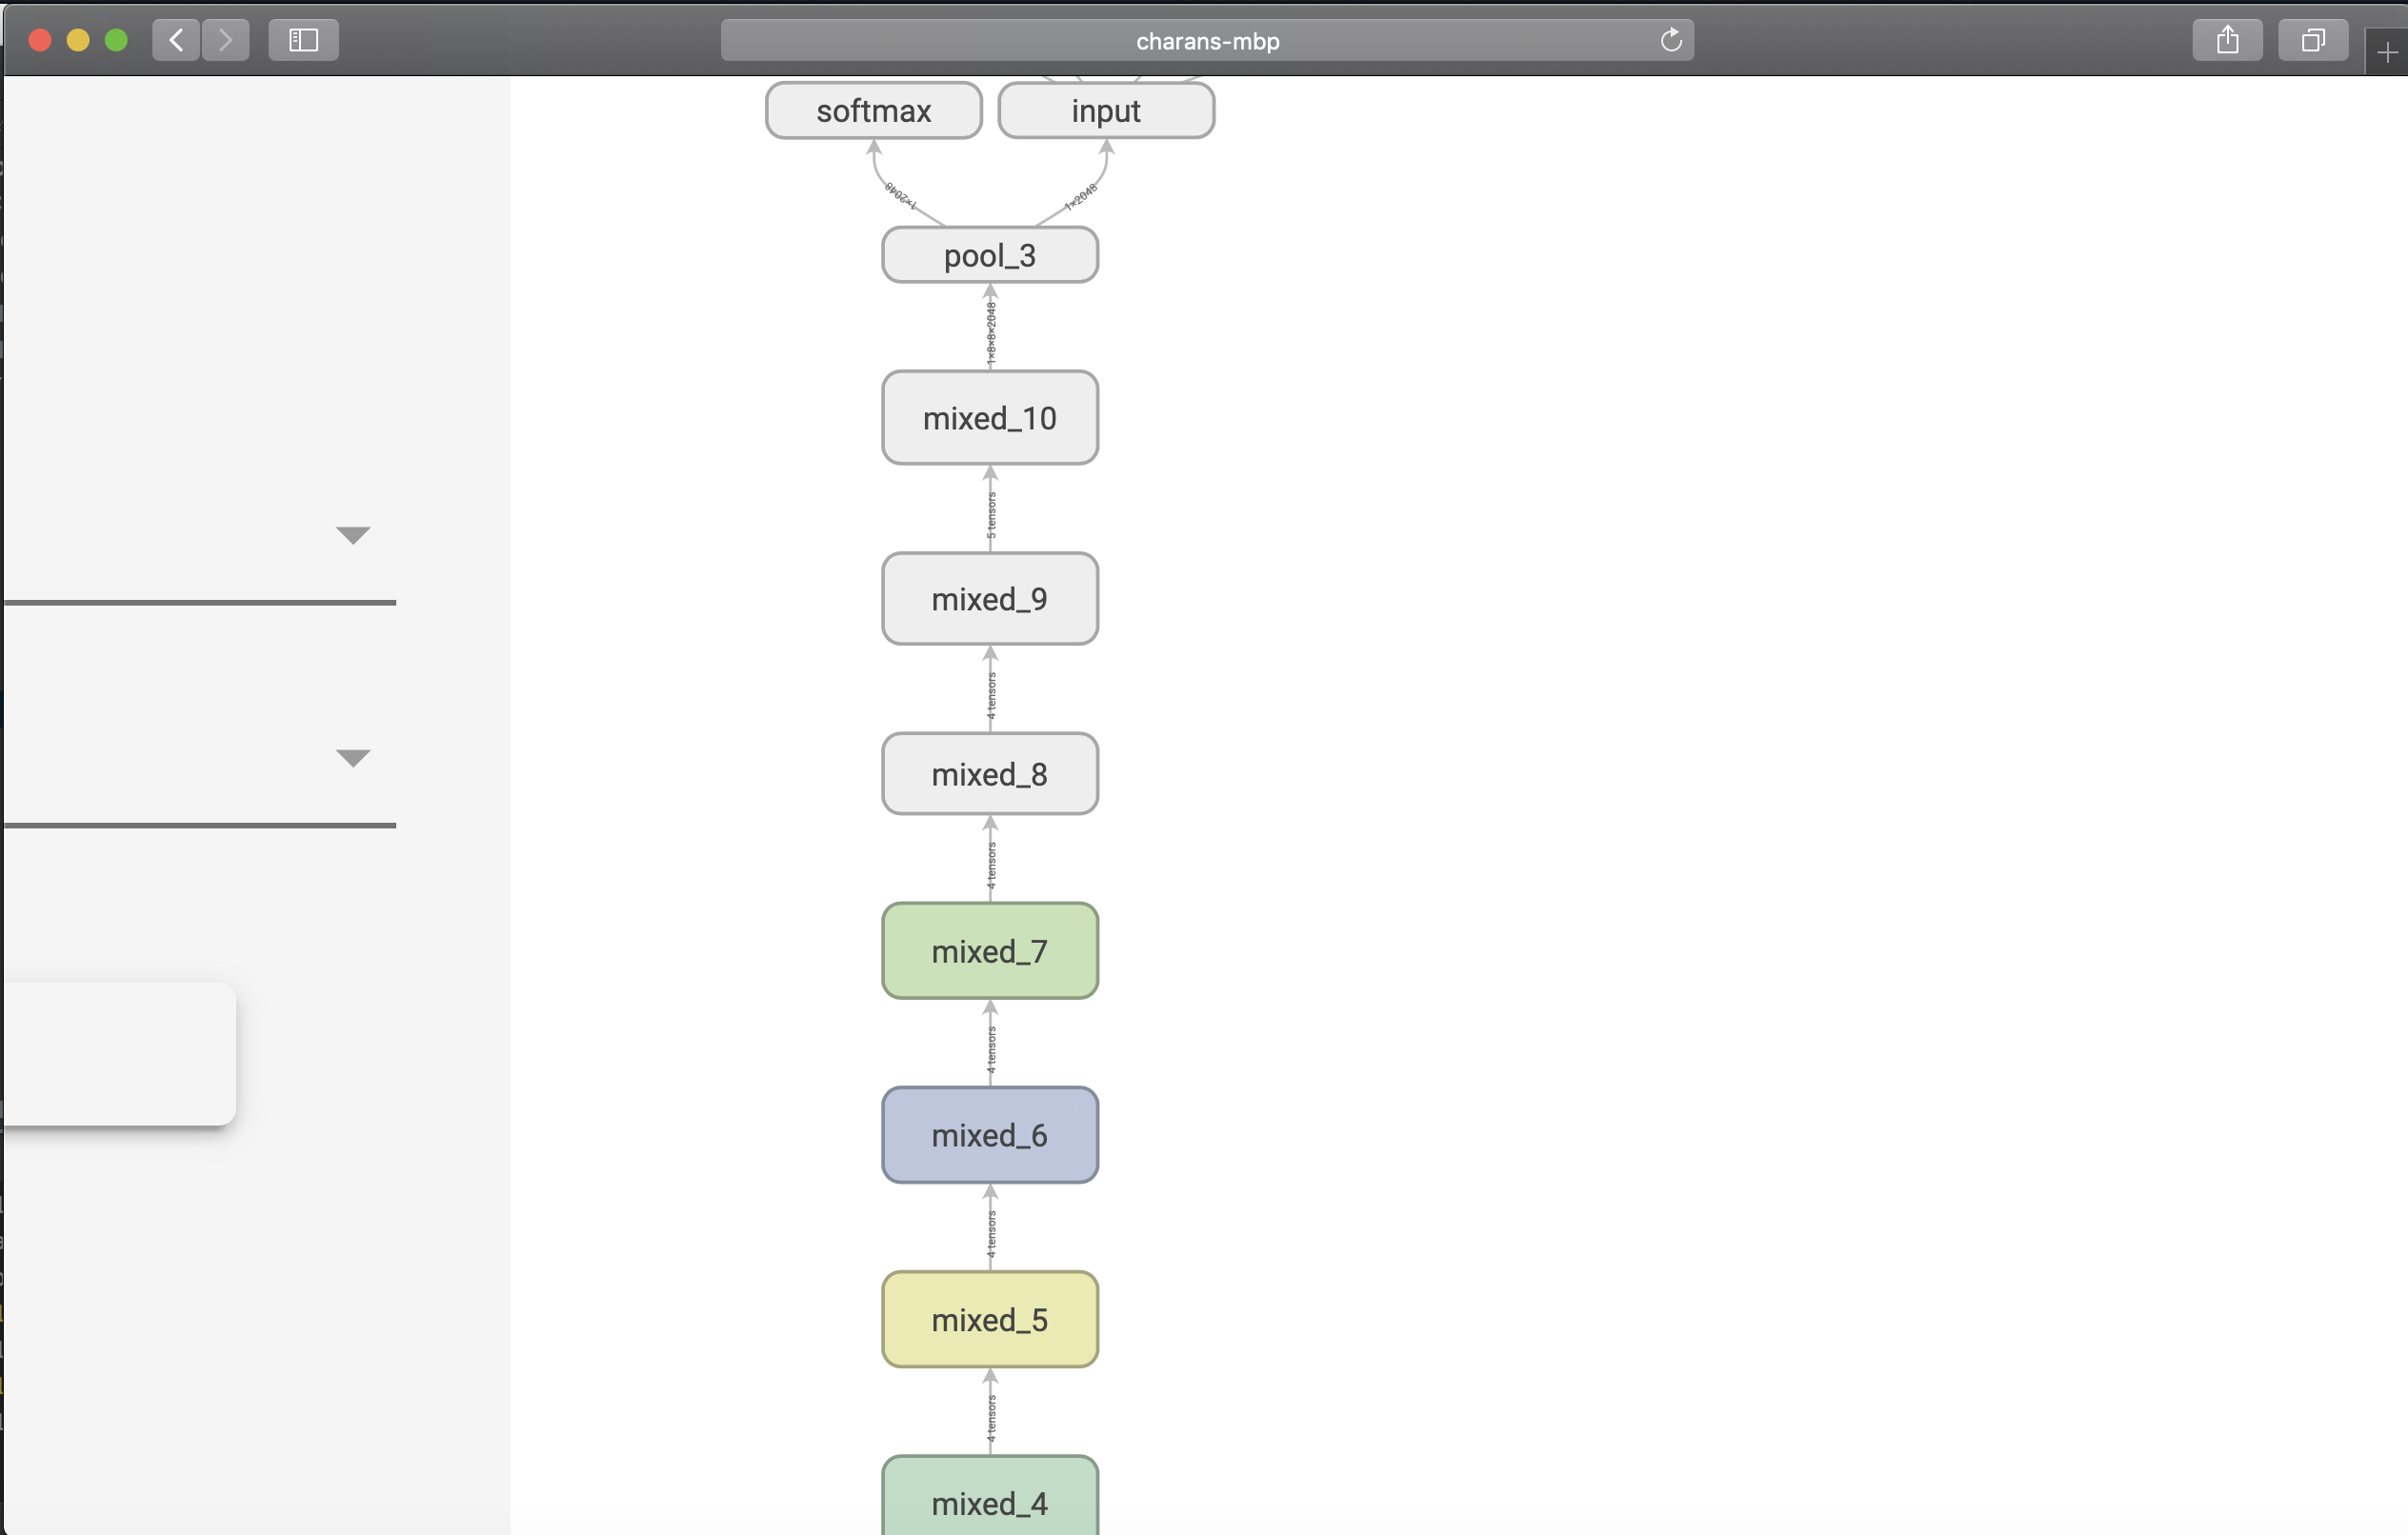 charans-mbp
softmax
input
1×2048
1×2048
pool_3
1×8×8×2048
mixed_10
5 tensors
mixed_9
4 tensors
mixed_8
4 tensors
mixed_7
4 tensors
mixed_6
4 tensors
mixed_5
4 tensors
mixed_4